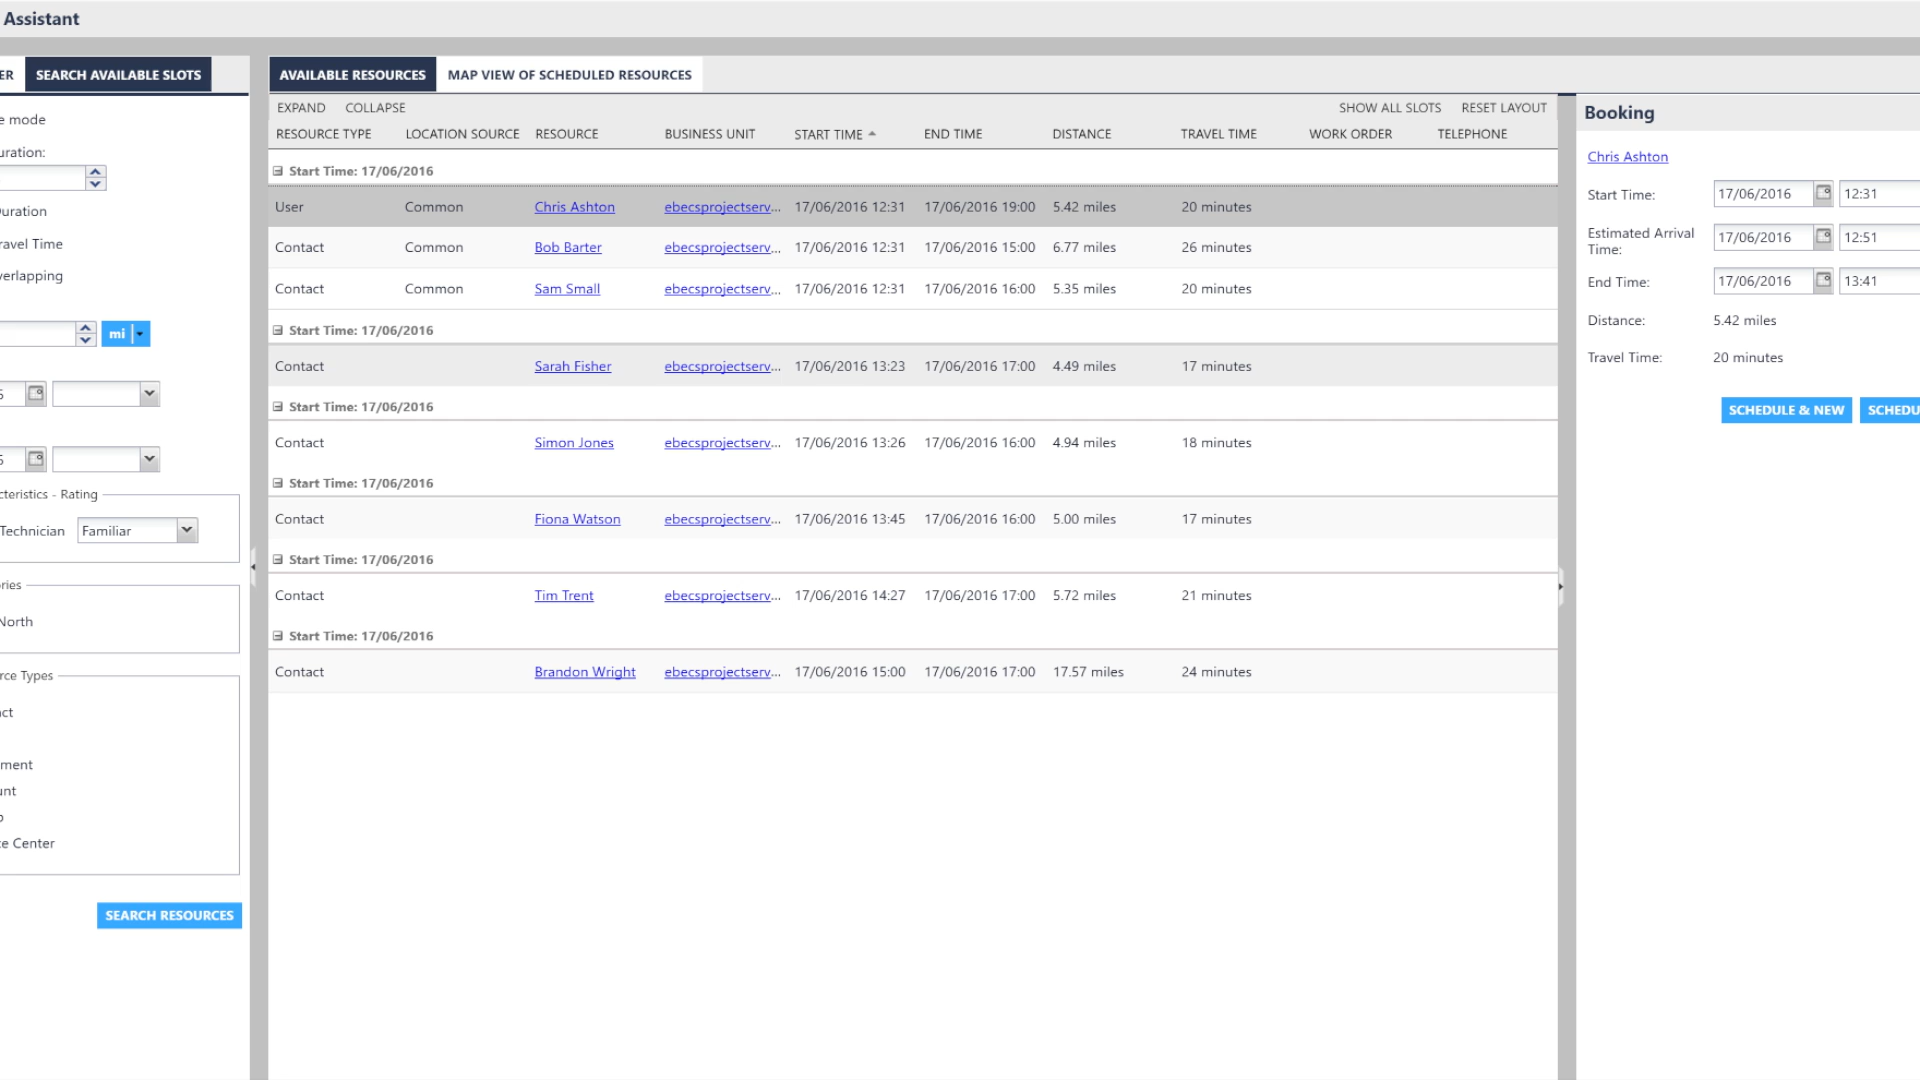 Assistant
ER SEARCH AVAILABLE SLOTS
e mode
uration:
Duration
ravel Time
verlapping
mi
6
6
cteristics - Rating
Technician Familiar
ries
North
rce Types
act
ment
unt
p
ce Center
SEARCH RESOURCES
AVAILABLE RESOURCES MAP VIEW OF SCHEDULED RESOURCES
EXPAND COLLAPSE SHOW ALL SLOTS RESET LAYOUT
RESOURCE TYPE LOCATION SOURCE RESOURCE BUSINESS UNIT START TIME END TIME DISTANCE TRAVEL TIME WORK ORDER TELEPHONE
Start Time: 17/06/2016
User Common Chris Ashton ebecsprojectserv... 17/06/2016 12:31 17/06/2016 19:00 5.42 miles 20 minutes
Contact Common Bob Barter ebecsprojectserv... 17/06/2016 12:31 17/06/2016 15:00 6.77 miles 26 minutes
Contact Common Sam Small ebecsprojectserv... 17/06/2016 12:31 17/06/2016 16:00 5.35 miles 20 minutes
Start Time: 17/06/2016
Contact Sarah Fisher ebecsprojectserv... 17/06/2016 13:23 17/06/2016 17:00 4.49 miles 17 minutes
Start Time: 17/06/2016
Contact Simon Jones ebecsprojectserv... 17/06/2016 13:26 17/06/2016 16:00 4.94 miles 18 minutes
Start Time: 17/06/2016
Contact Fiona Watson ebecsprojectserv... 17/06/2016 13:45 17/06/2016 16:00 5.00 miles 17 minutes
Start Time: 17/06/2016
Contact Tim Trent ebecsprojectserv... 17/06/2016 14:27 17/06/2016 17:00 5.72 miles 21 minutes
Start Time: 17/06/2016
Contact Brandon Wright ebecsprojectserv... 17/06/2016 15:00 17/06/2016 17:00 17.57 miles 24 minutes
Booking
Chris Ashton
Start Time: 17/06/2016 12:31
Estimated Arrival Time: 17/06/2016 12:51
End Time: 17/06/2016 13:41
Distance: 5.42 miles
Travel Time: 20 minutes
SCHEDULE & NEW SCHEDU